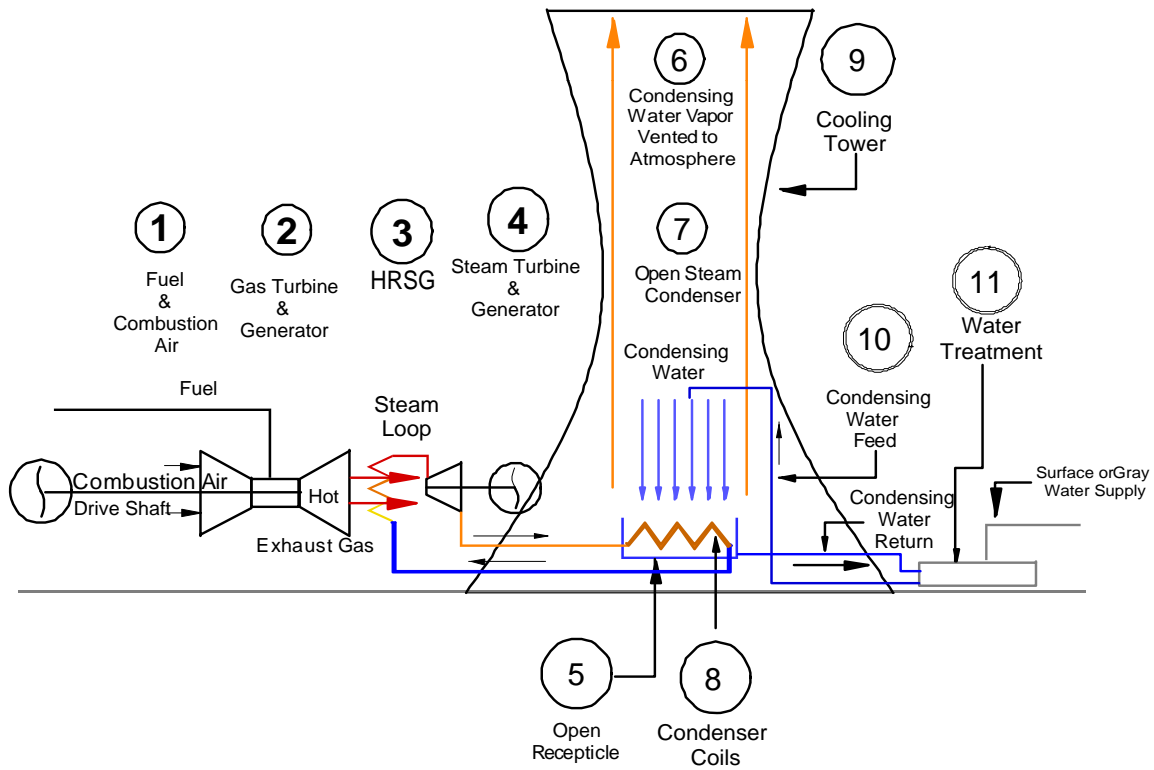 6
Condensing
Water Vapor
Vented to
Atmosphere
9
Cooling
Tower
1
Fuel
&
Combustion
Air
2
Gas Turbine
&
Generator
3
HRSG
4
Steam Turbine
&
Generator
7
Open Steam
Condenser
Condensing
Water
10
Condensing
Water
Feed
11
Water
Treatment
Fuel
Steam
Loop
Combustion Air
Drive Shaft
Hot
Exhaust Gas
Condensing
Water
Return
Surface orGray
Water Supply
5
Open
Recepticle
8
Condenser
Coils